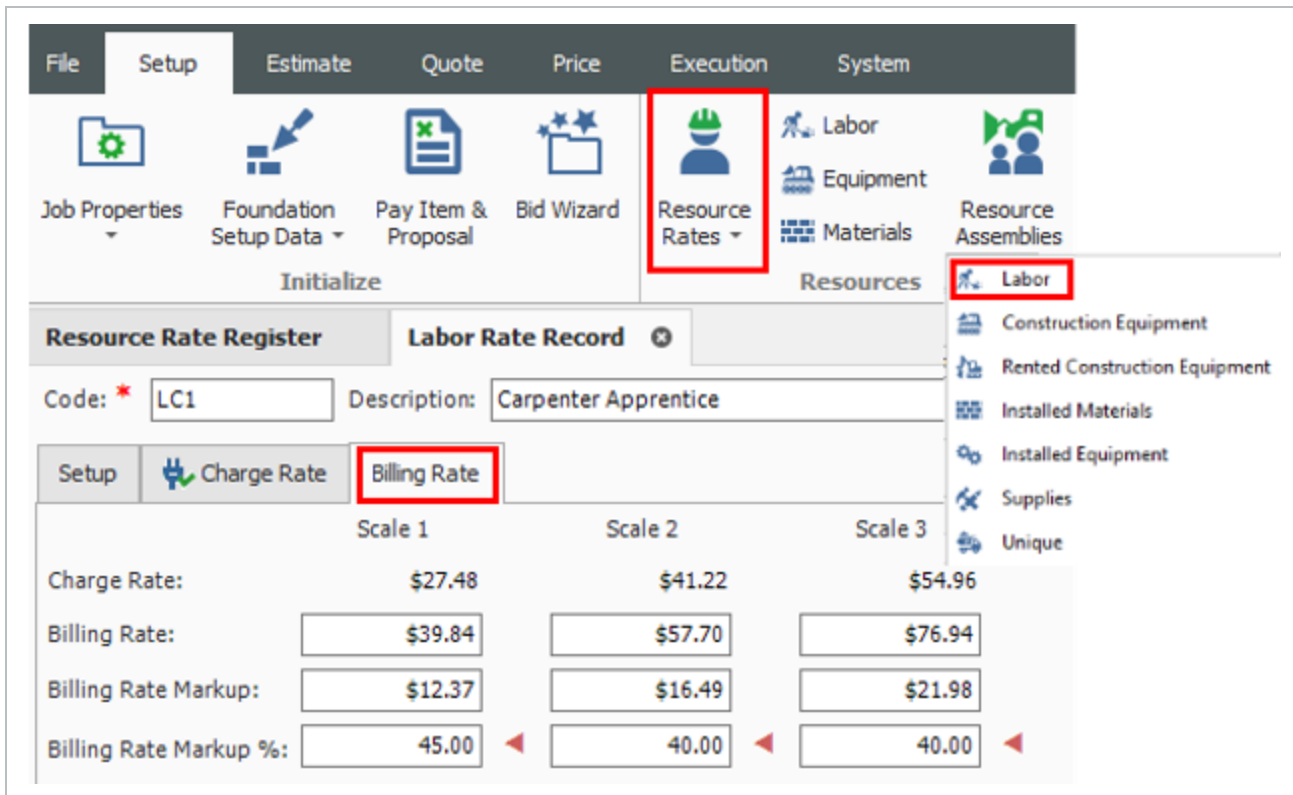 File Setup Estimate Quote Price Execution System
Job Properties
Foundation Setup Data
Pay Item & Proposal
Bid Wizard
Resource Rates
Labor
Equipment
Materials
Resource Assemblies
Initialize
Resources
Labor
Construction Equipment
Rented Construction Equipment
Installed Materials
Installed Equipment
Supplies
Unique
Resource Rate Register Labor Rate Record
Code: * LC1 Description: Carpenter Apprentice
Setup Charge Rate Billing Rate
Scale 1 Scale 2 Scale 3
Charge Rate: $27.48 $41.22 $54.96
Billing Rate: $39.84 $57.70 $76.94
Billing Rate Markup: $12.37 $16.49 $21.98
Billing Rate Markup %: 45.00 40.00 40.00